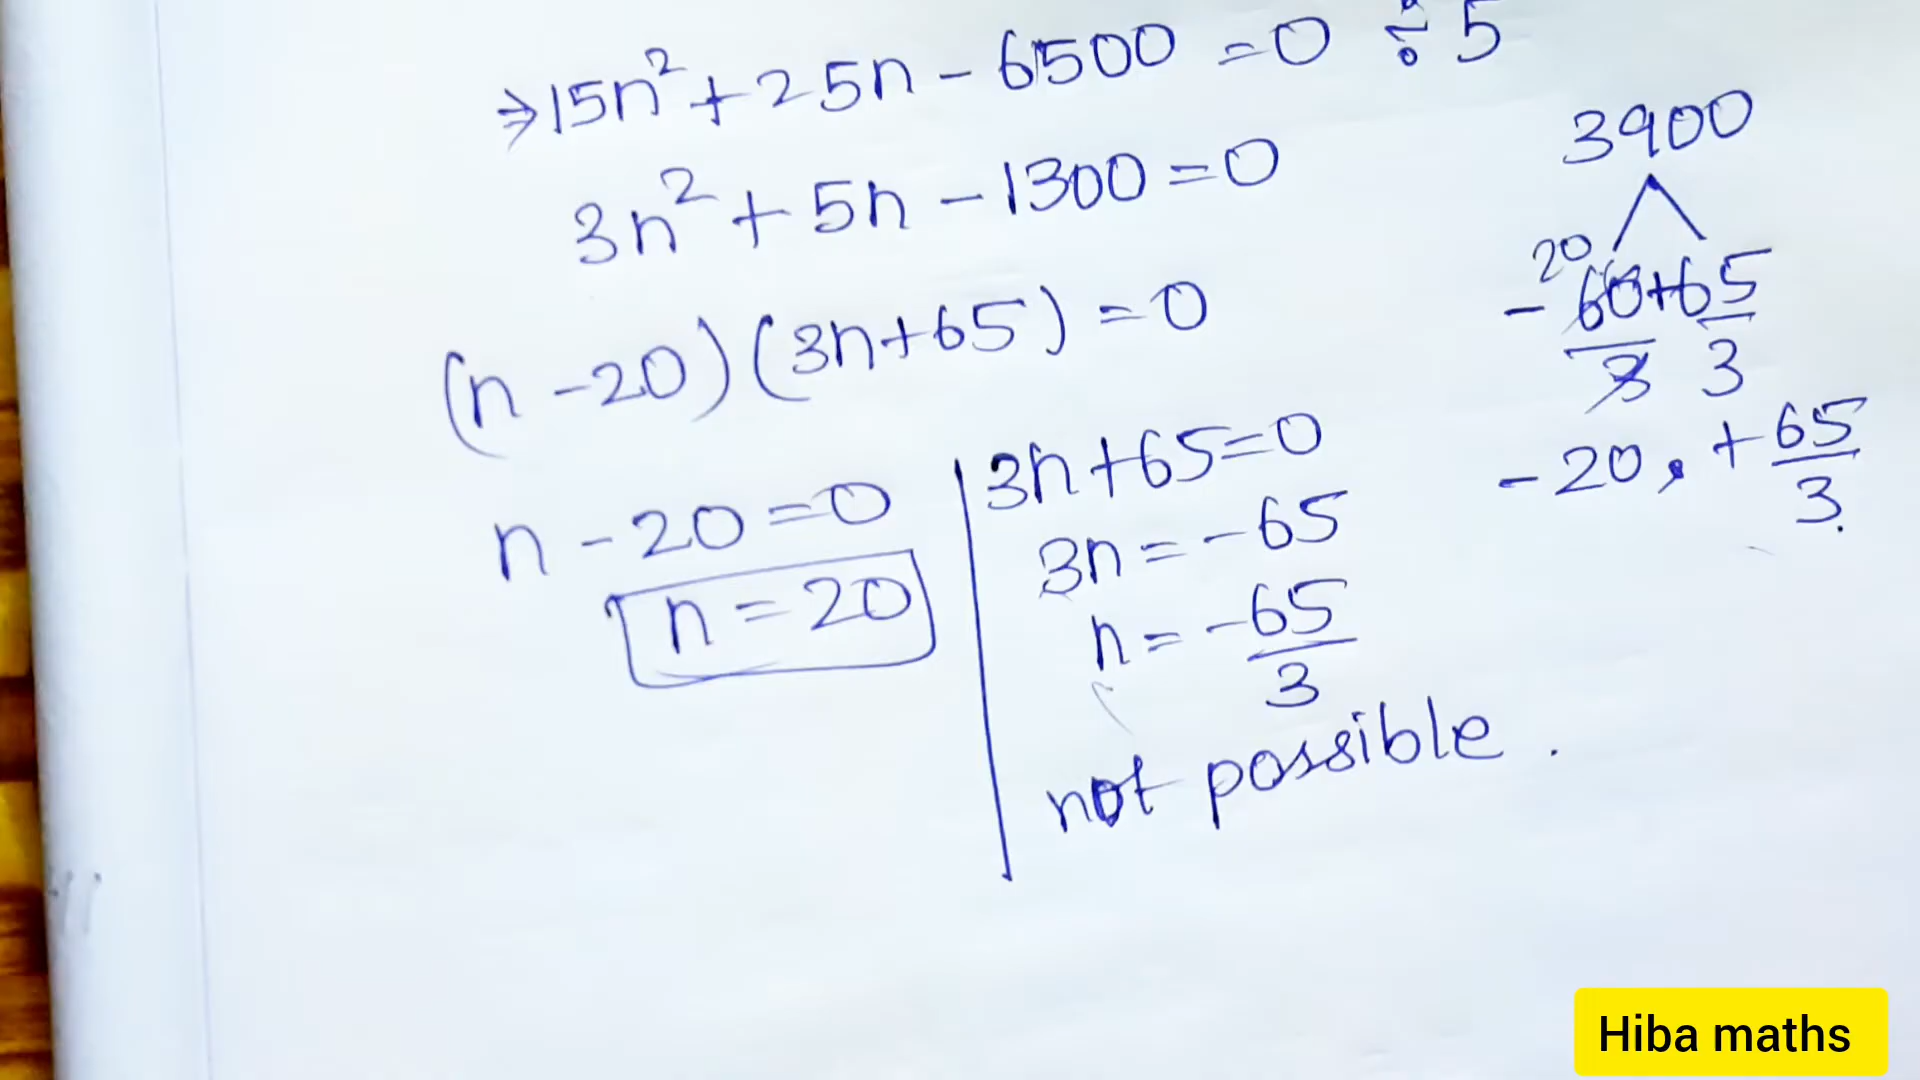 ⇒15n² + 25n - 6500 = 0 ÷ 5
3n² + 5n - 1300 = 0
(n - 20) (3n + 65) = 0
n - 20 = 0
n = 20
3n + 65 = 0
3n = -65
n = -65/3
not possible.
3900
20
-60/3 +65/3
-20, +65/3.
Hiba maths